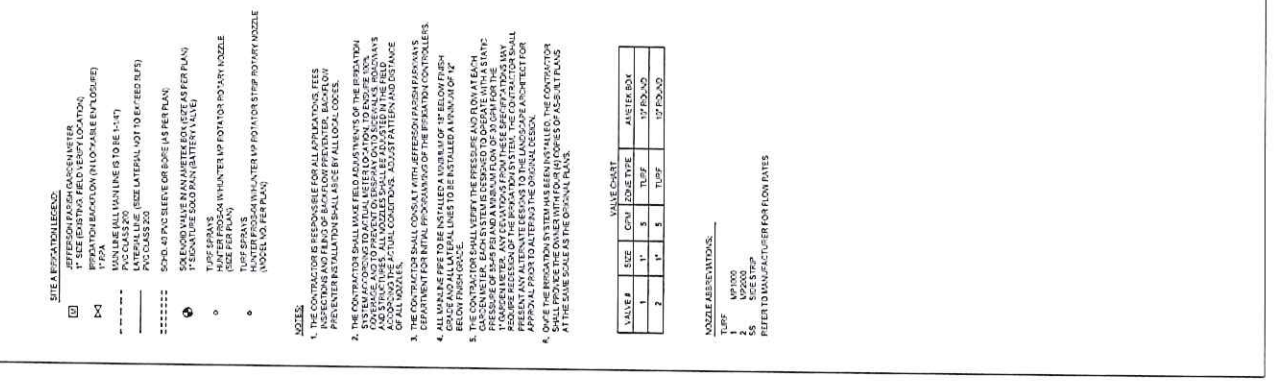 SITE A IRRIGATION LEGEND:
JEFFERSON PARISH GARDEN METER
1" SIZE (EXISTING, FIELD VERIFY LOCATION)
IRRIGATION BACKFLOW (IN LOCKABLE ENCLOSURE)
1" RPA
MAIN LINE (ALL MAIN LINE IS TO BE 1-1/4")
PVC CLASS 200
LATERAL LINE (SIZE LATERAL NOT TO EXCEED 5LFS)
PVC CLASS 200
SCHD. 40 PVC SLEEVE OR BORE (AS PER PLAN)
SOLENOID VALVE IN AN AMETEK BOX (SIZE AS PER PLAN)
1" SIGNATURE SOLO RAIN (BATTERY VALVE)
TURF SPRAYS
HUNTER PROS-04 W/HUNTER MP ROTATOR ROTARY NOZZLE
(SIZE PER PLAN)
TURF SPRAYS
HUNTER PROS-04 W/HUNTER MP ROTATOR STRIP ROTARY NOZZLE
(MODEL NO. PER PLAN)
NOTES:
1. THE CONTRACTOR IS RESPONSIBLE FOR ALL APPLICATIONS, FEES
INSPECTIONS AND FILING OF BACKFLOW PREVENTER. BACKFLOW
PREVENTER INSTALLATION SHALL ABIDE BY ALL LOCAL CODES.
2. THE CONTRACTOR SHALL MAKE FIELD ADJUSTMENTS OF THE IRRIGATION
SYSTEM ACCORDING TO ACTUAL METER LOCATION, TO ENSURE 100%
COVERAGE, AND TO PREVENT OVERSPRAY ONTO SIDEWALKS, ROADWAYS
AND STRUCTURES. ALL NOZZLES SHALL BE ADJUSTED IN THE FIELD
ACCORDING THE ACTUAL CONDITIONS. ADJUST PATTERN AND DISTANCE
OF ALL NOZZLES.
3. THE CONTRACTOR SHALL CONSULT WITH JEFFERSON PARISH PARKWAYS
DEPARTMENT FOR INITIAL PROGRAMMING OF THE IRRIGATION CONTROLLERS.
4. ALL MAINLINE PIPE TO BE INSTALLED A MINIMUM OF 18" BELOW FINISH
GRADE AND ALL LATERAL LINES TO BE INSTALLED A MINIMUM OF 12"
BELOW FINISH GRADE.
5. THE CONTRACTOR SHALL VERIFY THE PRESSURE AND FLOW AT EACH
GARDEN METER. EACH SYSTEM IS DESIGNED TO OPERATE WITH A STATIC
PRESSURE OF 55-65 PSI AND A MINIMUM FLOW OF 30 GPM FOR THE
1" GARDEN METER. ANY DEVIATIONS FROM THESE SPECIFICATIONS MAY
REQUIRE REDESIGN OF THE IRRIGATION SYSTEM. THE CONTRACTOR SHALL
PRESENT ANY ALTERNATE DESIGNS TO THE LANDSCAPE ARCHITECT FOR
APPROVAL PRIOR TO ALTERING THE ORIGINAL DESIGN.
6. ONCE THE IRRIGATION SYSTEM HAS BEEN INSTALLED, THE CONTRACTOR
SHALL PROVIDE THE OWNER WITH FOUR (4) COPIES OF AS-BUILT PLANS
AT THE SAME SCALE AS THE ORIGINAL PLANS.
VALVE CHART
VALVE # SIZE GPM ZONE TYPE AMETEK BOX
1 1" 5 TURF 12" ROUND
2 1" 5 TURF 12" ROUND
NOZZLE ABBREVIATIONS:
TURF
1 MP1000
2 MP2000
SS SIDE STRIP
REFER TO MANUFACTURER FOR FLOW RATES